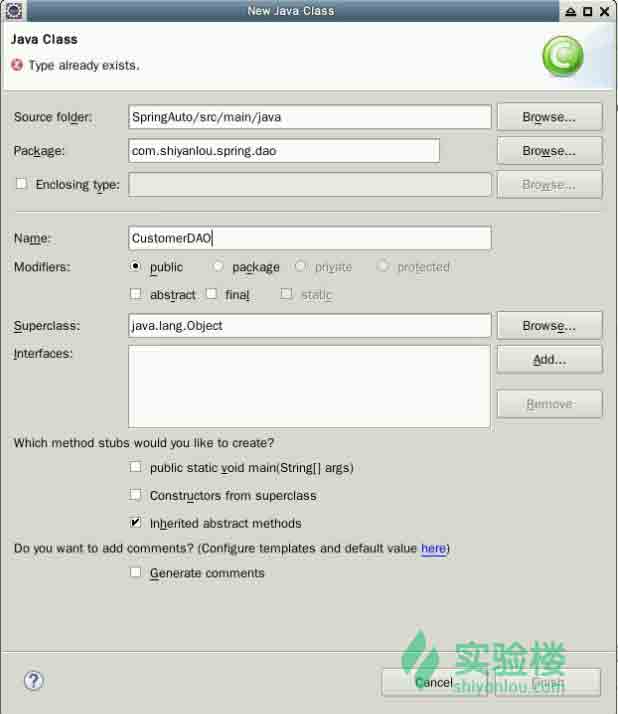 New Java Class
Java Class
Type already exists.
Source folder: SpringAuto/src/main/java Browse...
Package: com.shiyanlou.spring.dao Browse...
Enclosing type: Browse...
Name: CustomerDAO
Modifiers: public package private protected
abstract final static
Superclass: java.lang.Object Browse...
Interfaces: Add...
Remove
Which method stubs would you like to create?
public static void main(String[] args)
Constructors from superclass
Inherited abstract methods
Do you want to add comments? (Configure templates and default value here)
Generate comments
实验楼
? Cancel Finish
shiyanlou.com